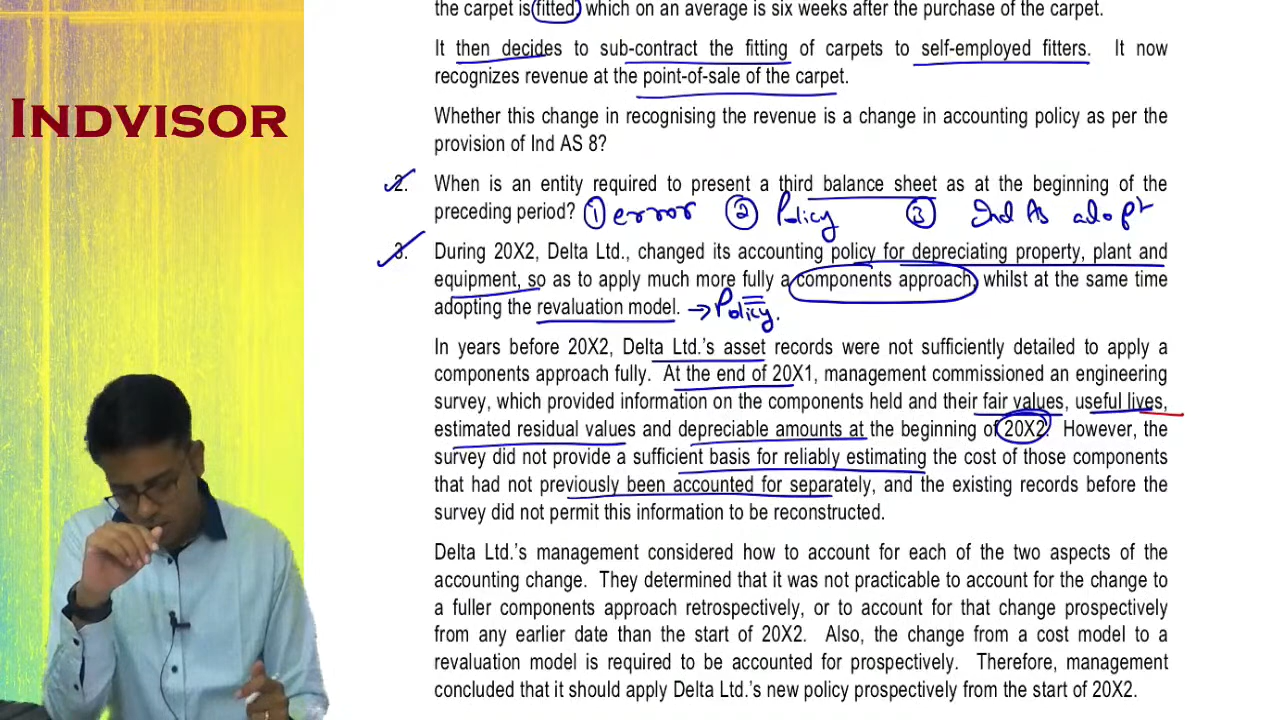 INDVISOR
the carpet is fitted which on an average is six weeks after the purchase of the carpet.
It then decides to sub-contract the fitting of carpets to self-employed fitters. It now
recognizes revenue at the point-of-sale of the carpet.
Whether this change in recognising the revenue is a change in accounting policy as per the
provision of Ind AS 8?
2. When is an entity required to present a third balance sheet as at the beginning of the
preceding period? ① error ② Policy ③ Ind As adopt
3. During 20X2, Delta Ltd., changed its accounting policy for depreciating property, plant and
equipment, so as to apply much more fully a components approach, whilst at the same time
adopting the revaluation model. → Policy.
In years before 20X2, Delta Ltd.'s asset records were not sufficiently detailed to apply a
components approach fully. At the end of 20X1, management commissioned an engineering
survey, which provided information on the components held and their fair values, useful lives,
estimated residual values and depreciable amounts at the beginning of 20X2. However, the
survey did not provide a sufficient basis for reliably estimating the cost of those components
that had not previously been accounted for separately, and the existing records before the
survey did not permit this information to be reconstructed.
Delta Ltd.'s management considered how to account for each of the two aspects of the
accounting change. They determined that it was not practicable to account for the change to
a fuller components approach retrospectively, or to account for that change prospectively
from any earlier date than the start of 20X2. Also, the change from a cost model to a
revaluation model is required to be accounted for prospectively. Therefore, management
concluded that it should apply Delta Ltd.'s new policy prospectively from the start of 20X2.